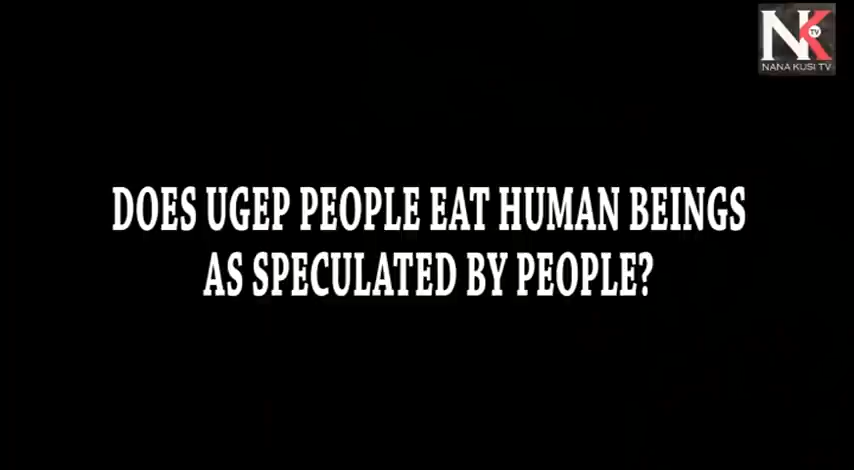 NK
TV
NANA KUSI TV
DOES UGEP PEOPLE EAT HUMAN BEINGS
AS SPECULATED BY PEOPLE?